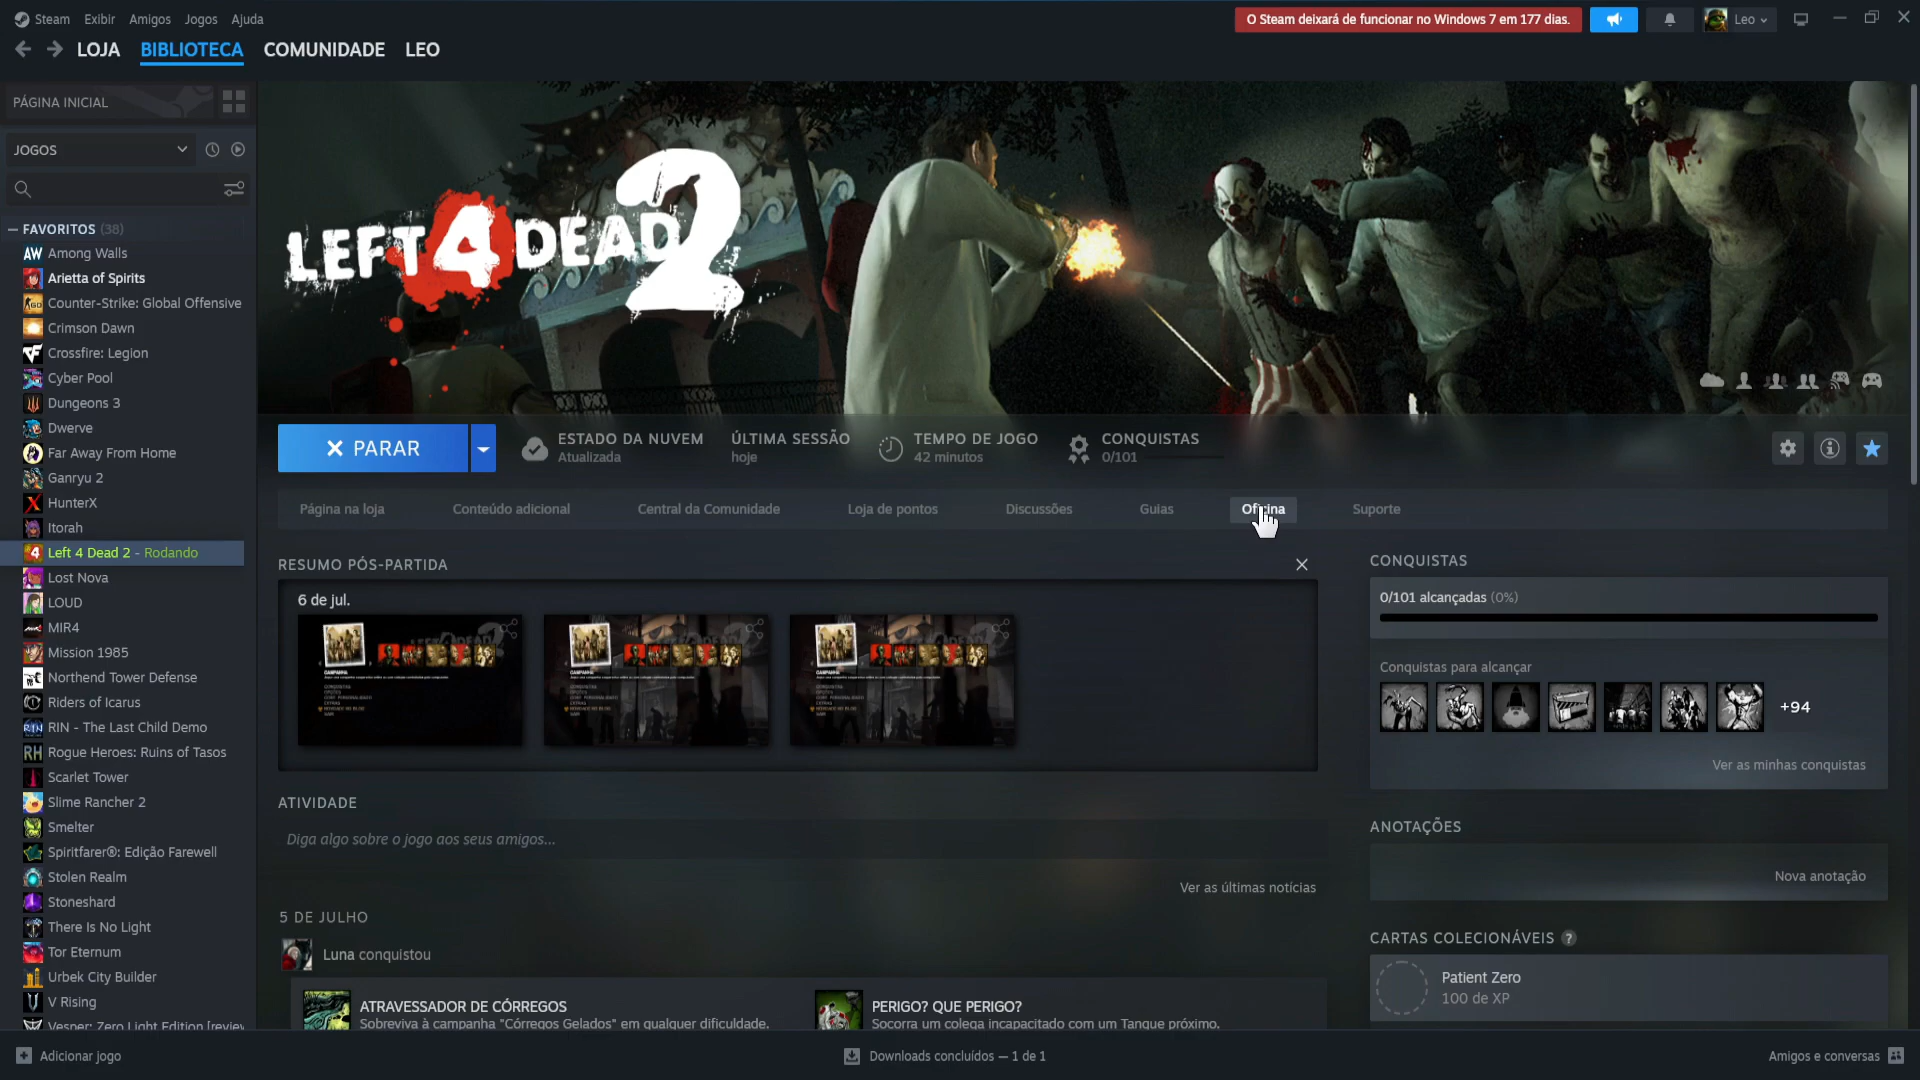 Steam Exibir Amigos Jogos Ajuda
O Steam deixará de funcionar no Windows 7 em 177 dias.
Leo
LOJA BIBLIOTECA COMUNIDADE LEO
PÁGINA INICIAL
JOGOS
FAVORITOS (38)
AW Among Walls
Arietta of Spirits
Counter-Strike: Global Offensive
Crimson Dawn
Crossfire: Legion
Cyber Pool
Dungeons 3
Dwerve
Far Away From Home
Ganryu 2
HunterX
Itorah
Left 4 Dead 2 - Rodando
Lost Nova
LOUD
MIR4
Mission 1985
Northend Tower Defense
Riders of Icarus
RIN - The Last Child Demo
RH Rogue Heroes: Ruins of Tasos
Scarlet Tower
Slime Rancher 2
Smelter
Spiritfarer®: Edição Farewell
Stolen Realm
Stoneshard
There Is No Light
Tor Eternum
Urbek City Builder
V Rising
Vesper: Zero Light Edition
Adicionar jogo
LEFT 4 DEAD 2
PARAR
ESTADO DA NUVEM
Atualizada
ÚLTIMA SESSÃO
hoje
TEMPO DE JOGO
42 minutos
CONQUISTAS
0/101
Página na loja Conteúdo adicional Central da Comunidade Loja de pontos Discussões Guias Oficina Suporte
RESUMO PÓS-PARTIDA
6 de jul.
ATIVIDADE
Diga algo sobre o jogo aos seus amigos...
Ver as últimas notícias
5 DE JULHO
Luna conquistou
ATRAVESSADOR DE CÓRREGOS
Sobreviva à campanha "Córregos Gelados" em qualquer dificuldade.
PERIGO? QUE PERIGO?
Socorra um colega incapacitado com um Tanque próximo.
CONQUISTAS
0/101 alcançadas (0%)
Conquistas para alcançar
+94
Ver as minhas conquistas
ANOTAÇÕES
Nova anotação
CARTAS COLECIONÁVEIS ?
Patient Zero
100 de XP
Downloads concluídos — 1 de 1
Amigos e conversas